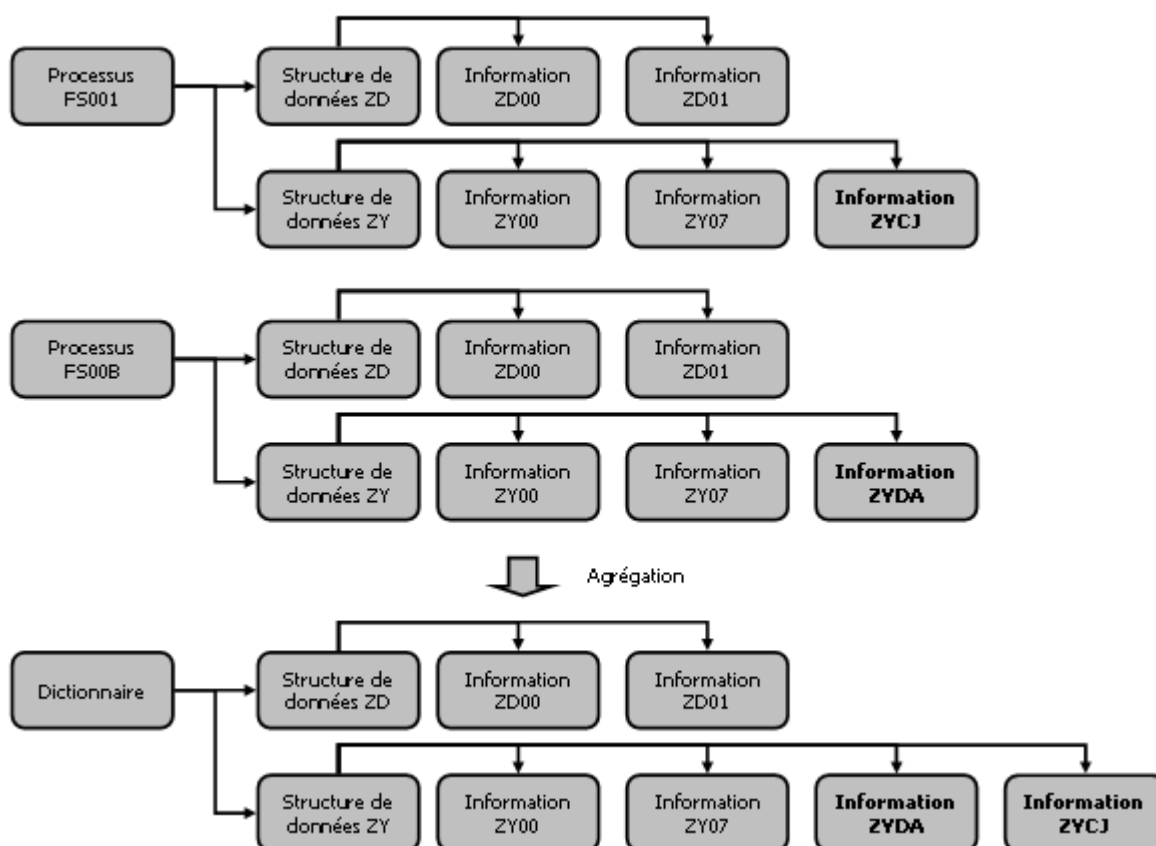 Processus
FS001
Structure de
données ZD
Information
ZD00
Information
ZD01
Structure de
données ZY
Information
ZY00
Information
ZY07
Information
ZYCJ
Processus
FS00B
Structure de
données ZD
Information
ZD00
Information
ZD01
Structure de
données ZY
Information
ZY00
Information
ZY07
Information
ZYDA
Agrégation
Dictionnaire
Structure de
données ZD
Information
ZD00
Information
ZD01
Structure de
données ZY
Information
ZY00
Information
ZY07
Information
ZYDA
Information
ZYCJ